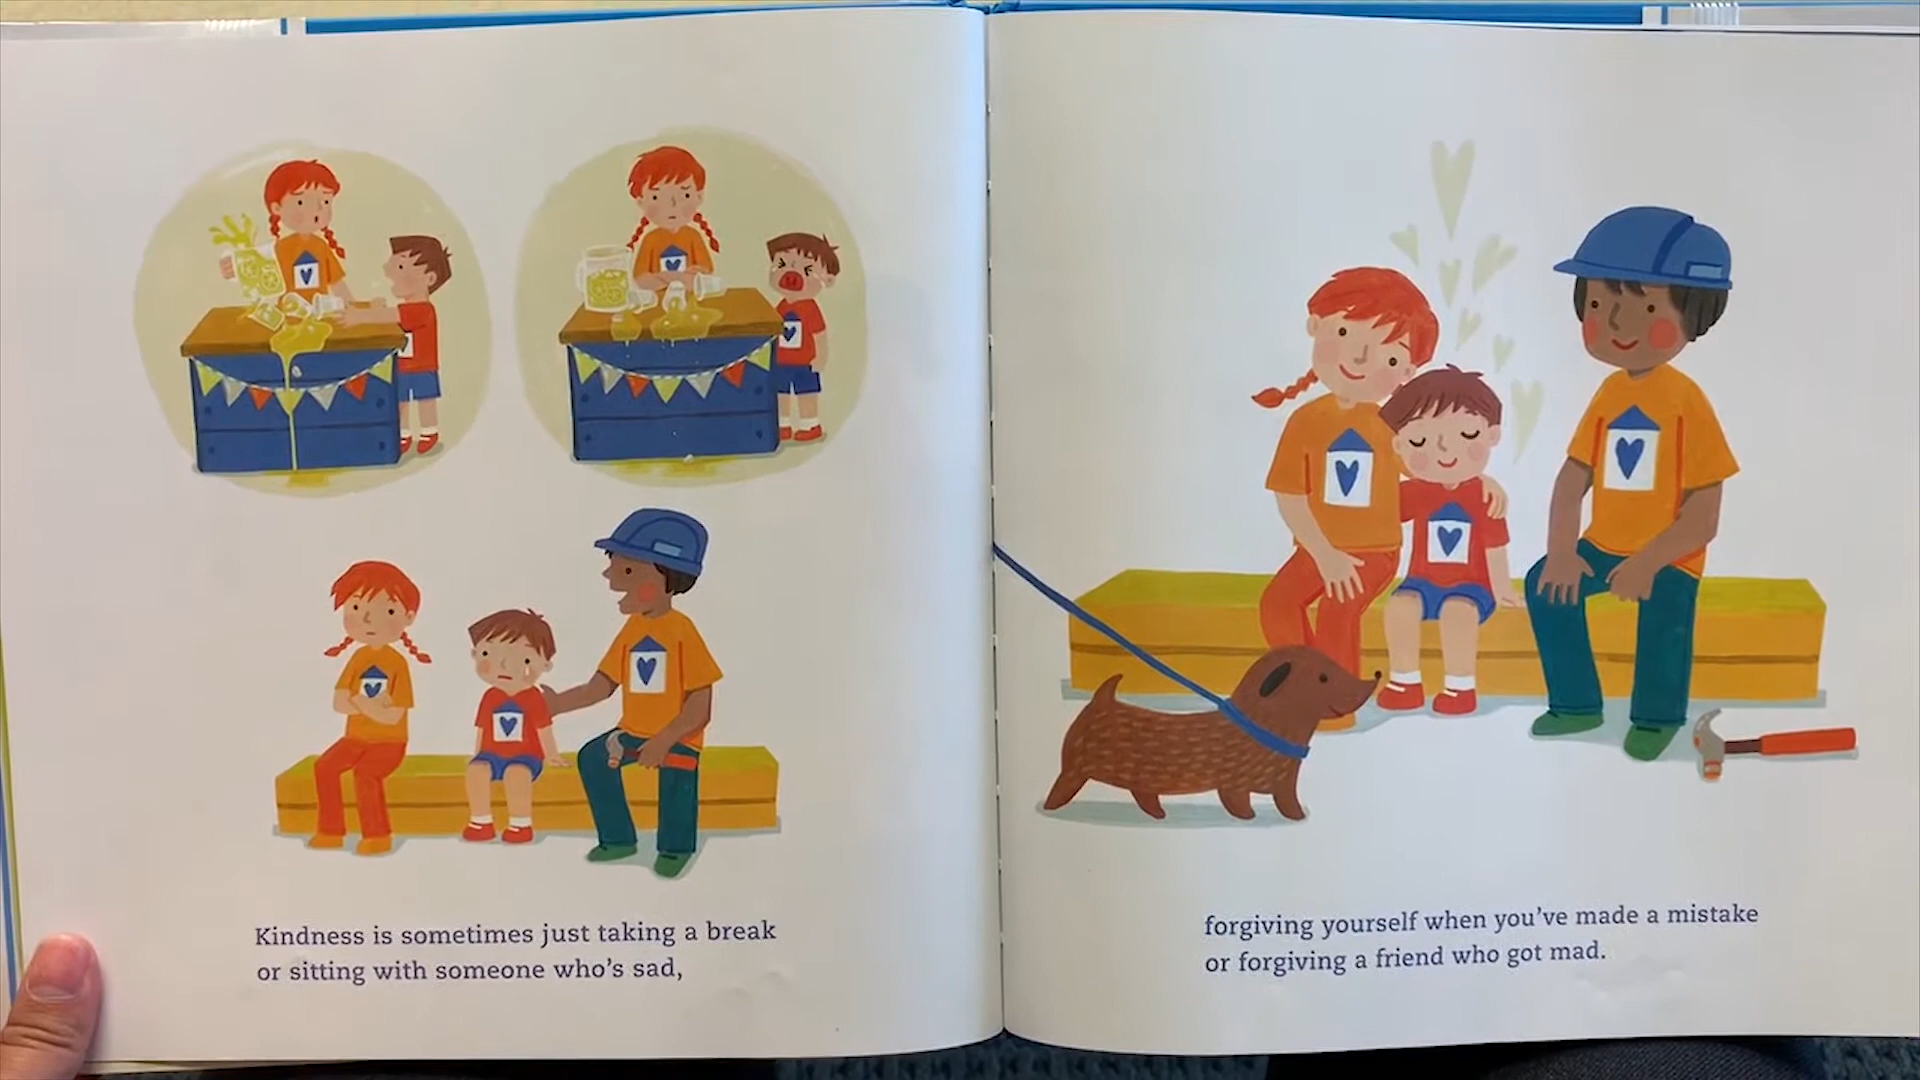 Kindness is sometimes just taking a break
or sitting with someone who's sad,
forgiving yourself when you've made a mistake
or forgiving a friend who got mad.